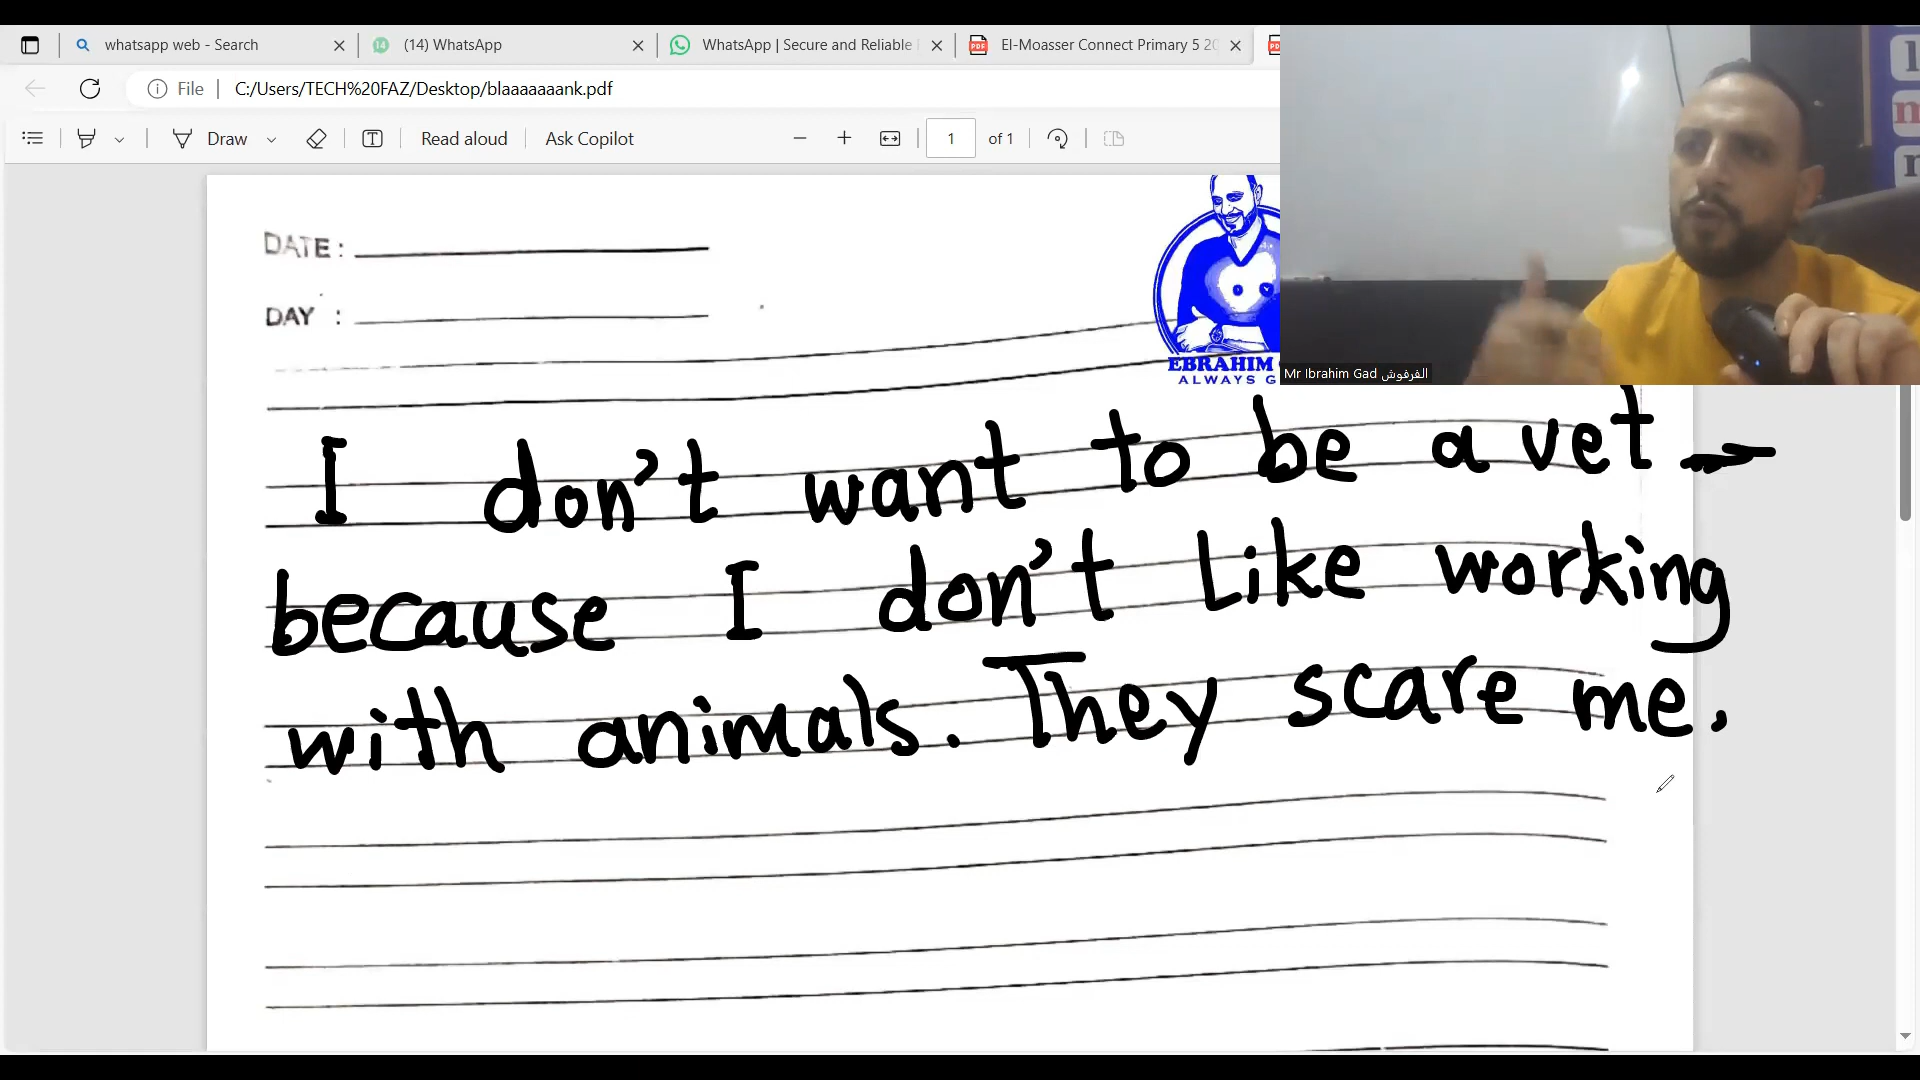 whatsapp web - Search
(14) WhatsApp
WhatsApp | Secure and Reliable
El-Moasser Connect Primary 5 20
File
C:/Users/TECH%20FAZ/Desktop/blaaaaaaank.pdf
Draw
Read aloud
Ask Copilot
1
of 1
DATE :
DAY :
EBRAHIM
ALWAYS G
Mr Ibrahim Gad الفرفوش
I don't want to be a vet
because I don't like working
with animals. They scare me.